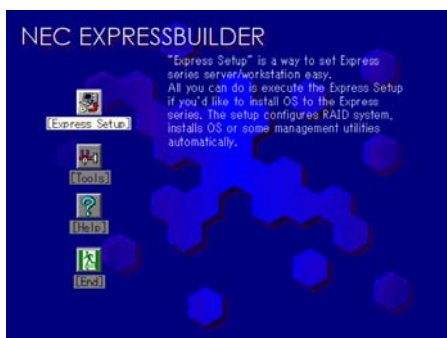 NEC EXPRESSBUILDER
"Express Setup" is a way to set Express
series server/workstation easy.
All you can do is execute the Express Setup
if you'd like to install OS to the Express
series. The setup configures RAID system,
installs OS or some management utilities
automatically.
[Express Setup]
[Tools]
[Help]
[End]